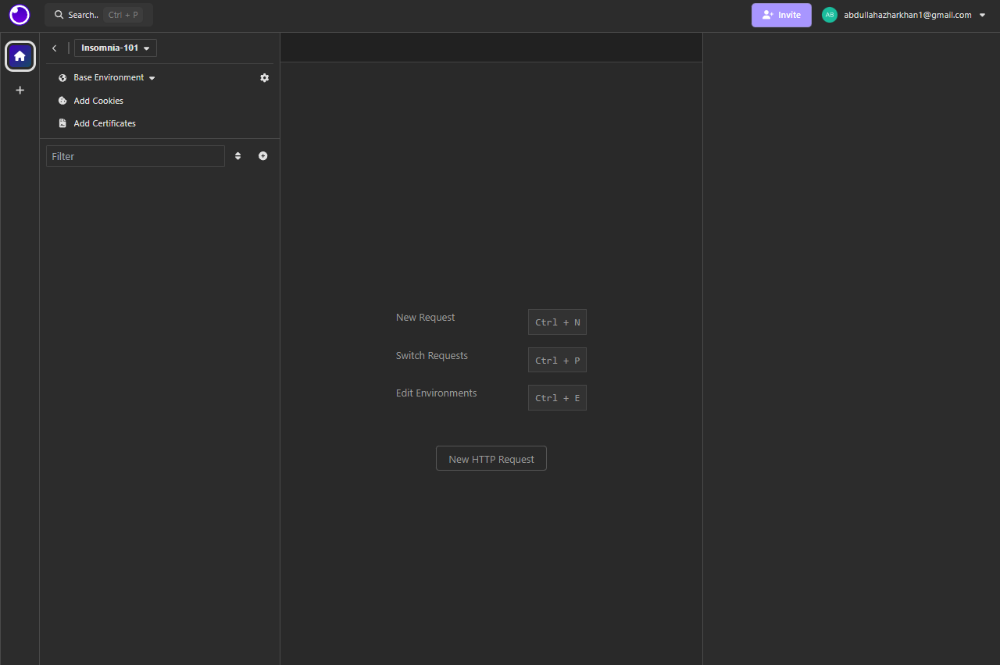 Search..
Ctrl + P
Invite
AB
abdullahazharkhan1@gmail.com
Insomnia-101
Base Environment
Add Cookies
Add Certificates
Filter
New Request
Ctrl + N
Switch Requests
Ctrl + P
Edit Environments
Ctrl + E
New HTTP Request